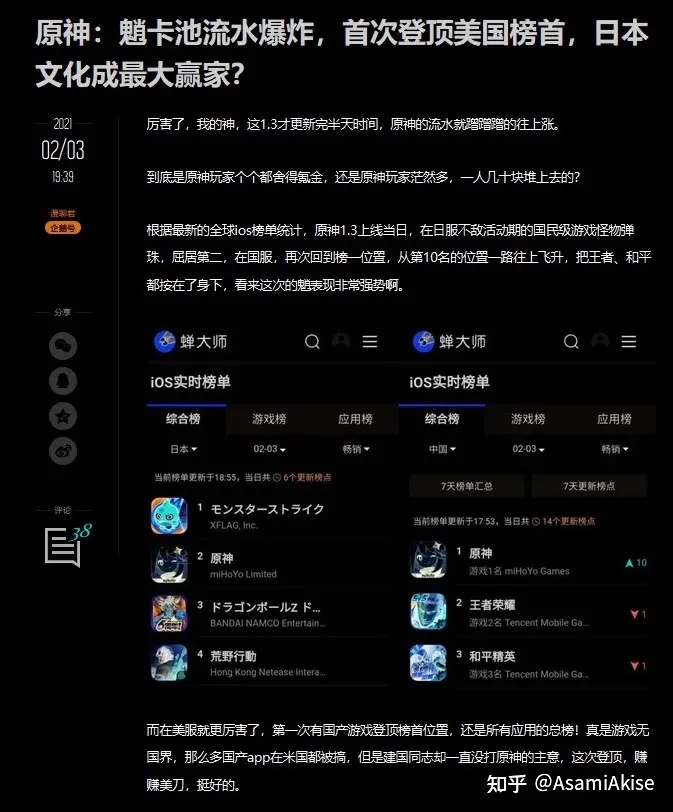 原神：魈卡池流水爆炸，首次登顶美国榜首，日本
文化成最大赢家？
2021
02/03
19:39
漫聊君
企鹅号
分享
评论
38
厉害了，我的神，这1.3才更新完半天时间，原神的流水就蹭蹭蹭的往上涨。
到底是原神玩家个个都舍得氪金，还是原神玩家茫然多，一人几十块堆上去的？
根据最新的全球ios榜单统计，原神1.3上线当日，在日服不敌活动期的国民级游戏怪物弹
珠，屈居第二，在国服，再次回到榜一位置，从第10名的位置一路往上飞升，把王者、和平
都按在了身下，看来这次的魈表现非常强势啊。
蝉大师
iOS实时榜单
综合榜 游戏榜 应用榜
日本 02-03 畅销
当前榜单更新于18:55，当日共 6个更新榜点
1 モンスターストライク
XFLAG, Inc.
2 原神
miHoYo Limited
3 ドラゴンボールZ ド...
BANDAI NAMCO Entertain...
4 荒野行動
Hong Kong Netease Intera...
蝉大师
iOS实时榜单
综合榜 游戏榜 应用榜
中国 02-03 畅销
7天榜单汇总 7天更新榜点
当前榜单更新于17:53，当日共 14个更新榜点
1 原神 10
游戏1名 miHoYo Games
2 王者荣耀 1
游戏2名 Tencent Mobile Ga...
3 和平精英 1
游戏3名 Tencent Mobile Ga...
而在美服就更厉害了，第一次有国产游戏登顶榜首位置，还是所有应用的总榜！真是游戏无
国界，那么多国产app在米国都被搞，但是建国同志却一直没打原神的主意，这次登顶，赚
赚美刀，挺好的。
知乎 @AsamiAkise